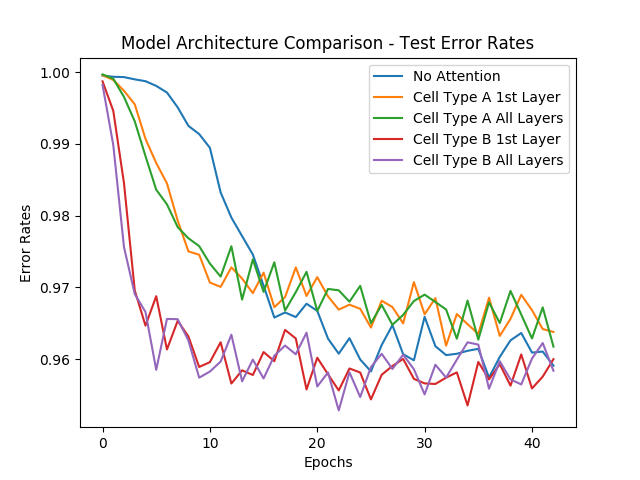 Model Architecture Comparison - Test Error Rates
No Attention
Cell Type A 1st Layer
Cell Type A All Layers
Cell Type B 1st Layer
Cell Type B All Layers
1.00
0.99
0.98
0.97
0.96
Error Rates
0 10 20 30 40
Epochs